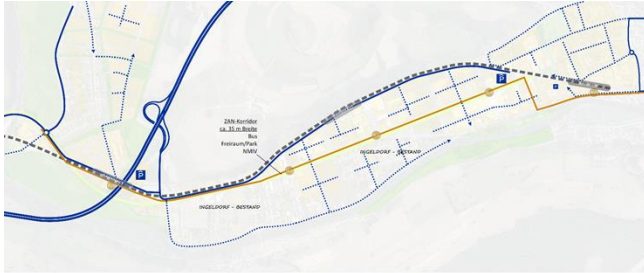 P
ZAN-Korridor
ca. 35 m Breite
Bus
Freiraum/Park
NMIV
INGELDORF - BESTAND
P
INGELDORF - BESTAND